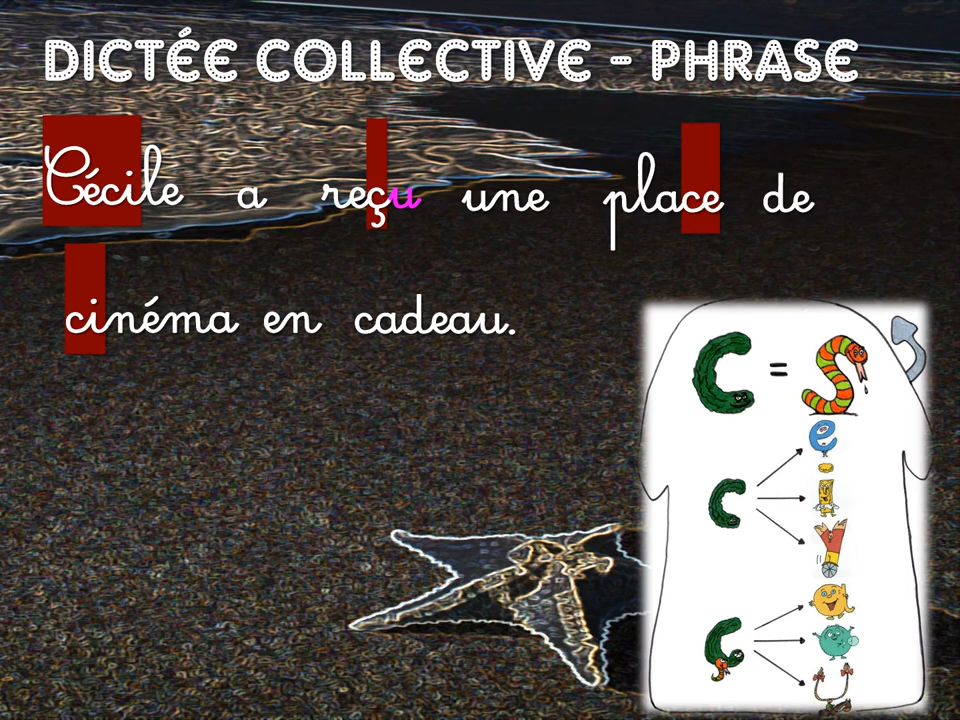 DICTÉE COLLECTIVE - PHRASE
Cécile a reçu une place de
cinéma en cadeau.
C = S
c e
i
y
ç a
o
u